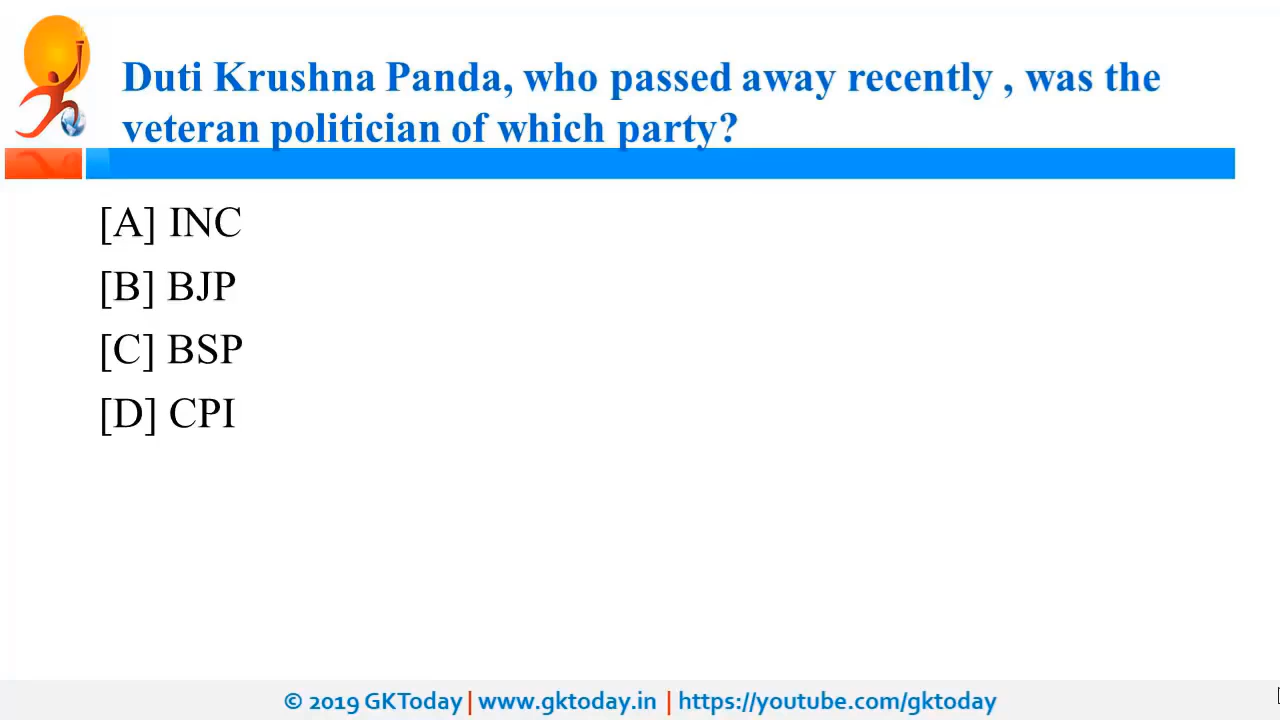 Duti Krushna Panda, who passed away recently , was the
veteran politician of which party?
[A] INC
[B] BJP
[C] BSP
[D] CPI
© 2019 GKToday | www.gktoday.in | https://youtube.com/gktoday